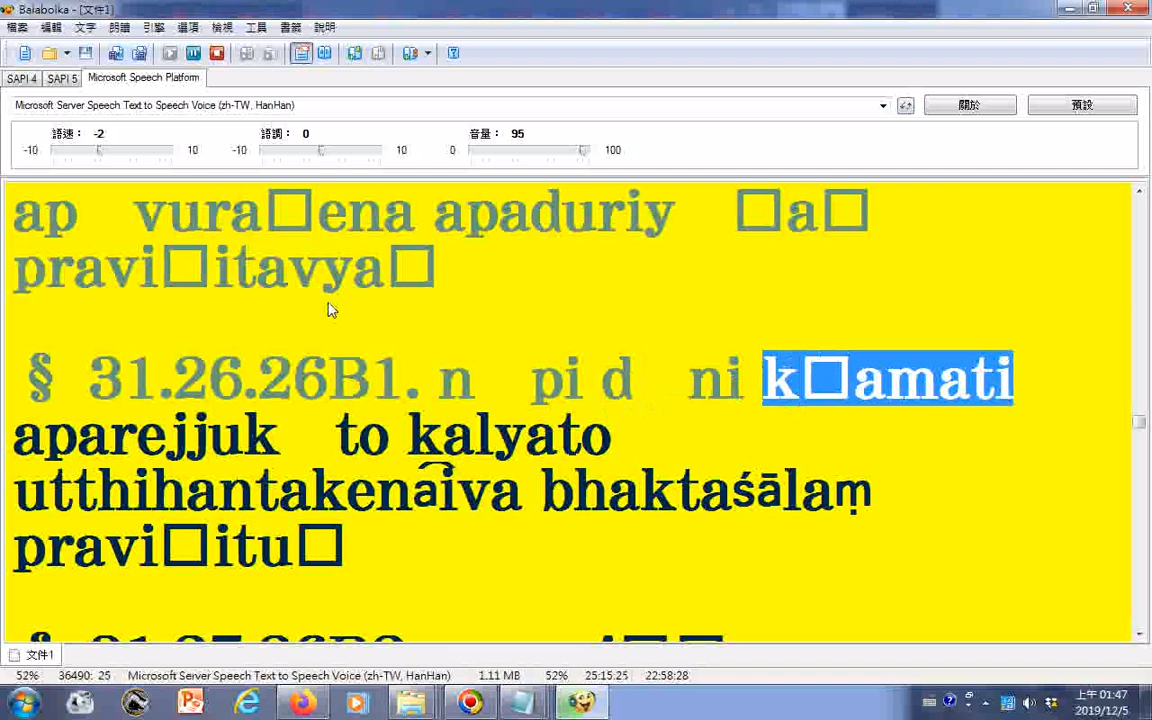 Balabolka - [文件1]
檔案 編輯 文字 朗讀 引擎 選項 檢視 工具 書籤 說明
SAPI 4 SAPI 5 Microsoft Speech Platform
Microsoft Server Speech Text to Speech Voice (zh-TW, HanHan) 關於 預設
語速： -2 語調： 0 音量： 95
-10 10 -10 10 0 100
ap vura□ena apaduriy □a□
pravi□itavya□
§ 31.26.26B1. n pi d ni k□amati
aparejjuk to kalyato
utthihantakenaîva bhaktaśālaṃ
pravi□itu□
文件1
52% 36490: 25 Microsoft Server Speech Text to Speech Voice (zh-TW, HanHan) 1.11 MB 52% 25:15:25 22:58:28
上午 01:47
2019/12/5